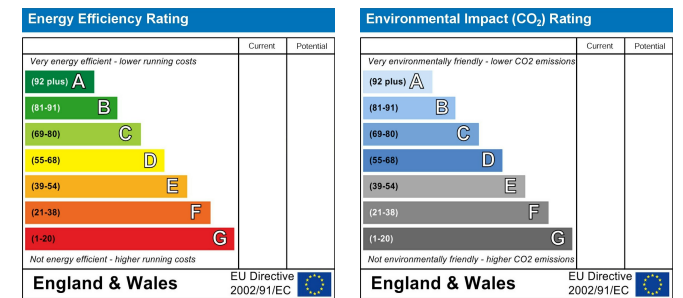 Energy Efficiency Rating
Current Potential
Very energy efficient - lower running costs
(92 plus) A
(81-91) B
(69-80) C
(55-68) D
(39-54) E
(21-38) F
(1-20) G
Not energy efficient - higher running costs
England & Wales
EU Directive
2002/91/EC
Environmental Impact (CO₂) Rating
Current Potential
Very environmentally friendly - lower CO2 emissions
(92 plus) A
(81-91) B
(69-80) C
(55-68) D
(39-54) E
(21-38) F
(1-20) G
Not environmentally friendly - higher CO2 emissions
England & Wales
EU Directive
2002/91/EC